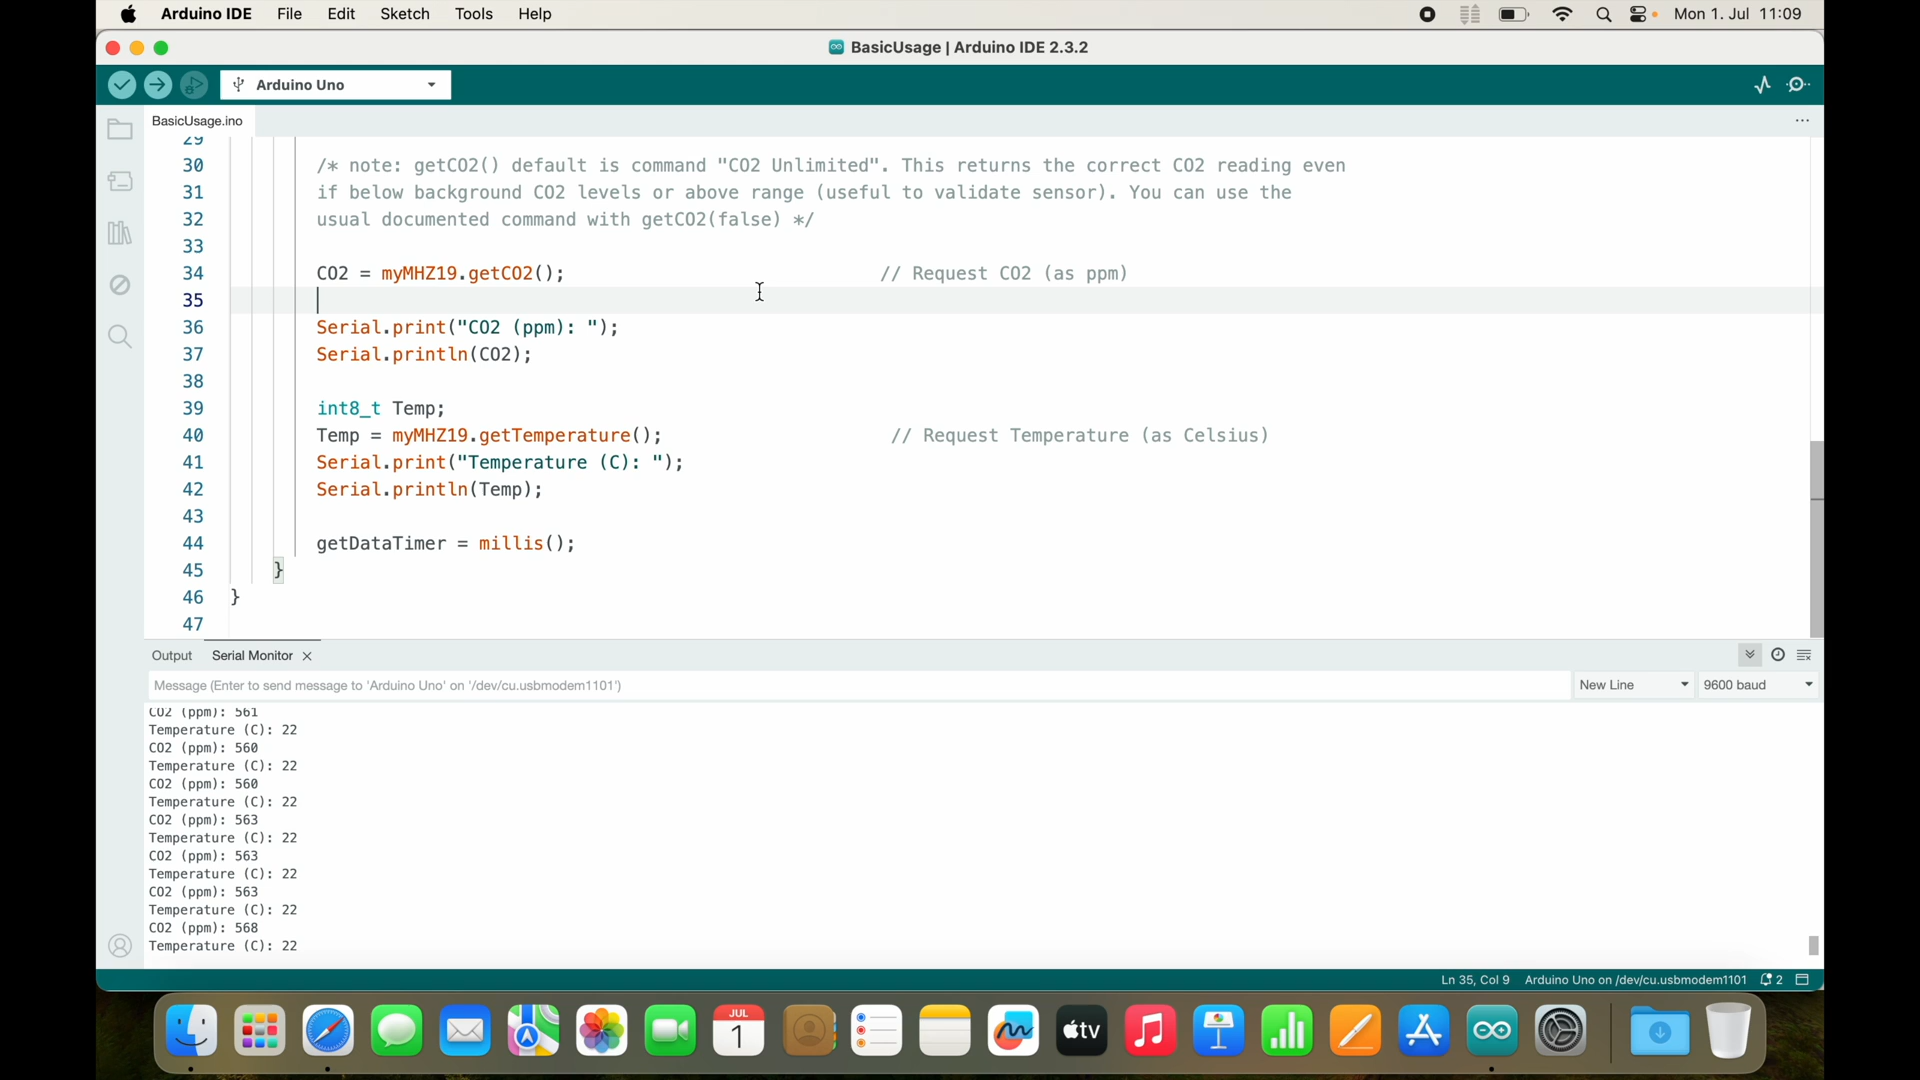 Arduino IDE File Edit Sketch Tools Help Mon 1. Jul 11:09
BasicUsage | Arduino IDE 2.3.2
Arduino Uno
BasicUsage.ino
29
30 /* note: getCO2() default is command "CO2 Unlimited". This returns the correct CO2 reading even
31 if below background CO2 levels or above range (useful to validate sensor). You can use the
32 usual documented command with getCO2(false) */
33
34 CO2 = myMHZ19.getCO2(); // Request CO2 (as ppm)
35
36 Serial.print("CO2 (ppm): ");
37 Serial.println(CO2);
38
39 int8_t Temp;
40 Temp = myMHZ19.getTemperature(); // Request Temperature (as Celsius)
41 Serial.print("Temperature (C): ");
42 Serial.println(Temp);
43
44 getDataTimer = millis();
45 }
46 }
47
Output Serial Monitor
Message (Enter to send message to 'Arduino Uno' on '/dev/cu.usbmodem1101') New Line 9600 baud
CO2 (ppm): 561
Temperature (C): 22
CO2 (ppm): 560
Temperature (C): 22
CO2 (ppm): 560
Temperature (C): 22
CO2 (ppm): 563
Temperature (C): 22
CO2 (ppm): 563
Temperature (C): 22
CO2 (ppm): 563
Temperature (C): 22
CO2 (ppm): 568
Temperature (C): 22
Ln 35, Col 9 Arduino Uno on /dev/cu.usbmodem1101 2
JUL
1
tv